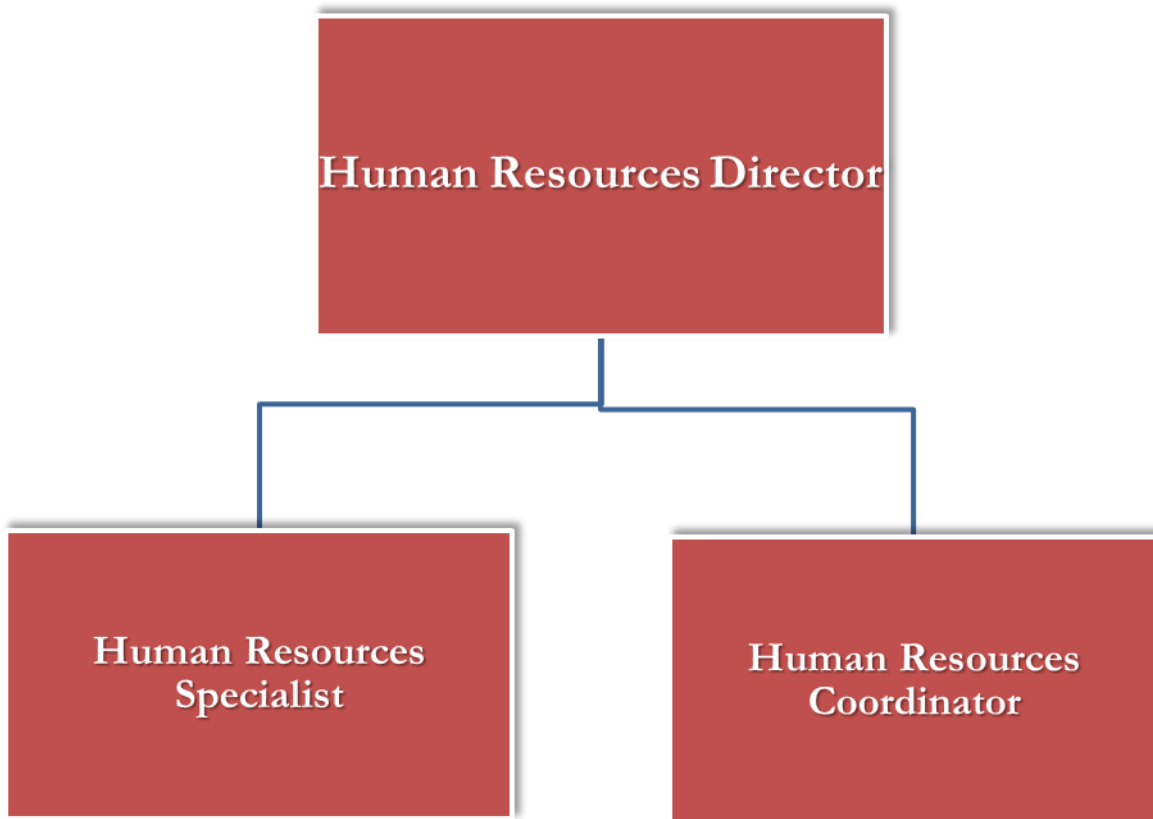 Human Resources Director
Human Resources
Specialist
Human Resources
Coordinator